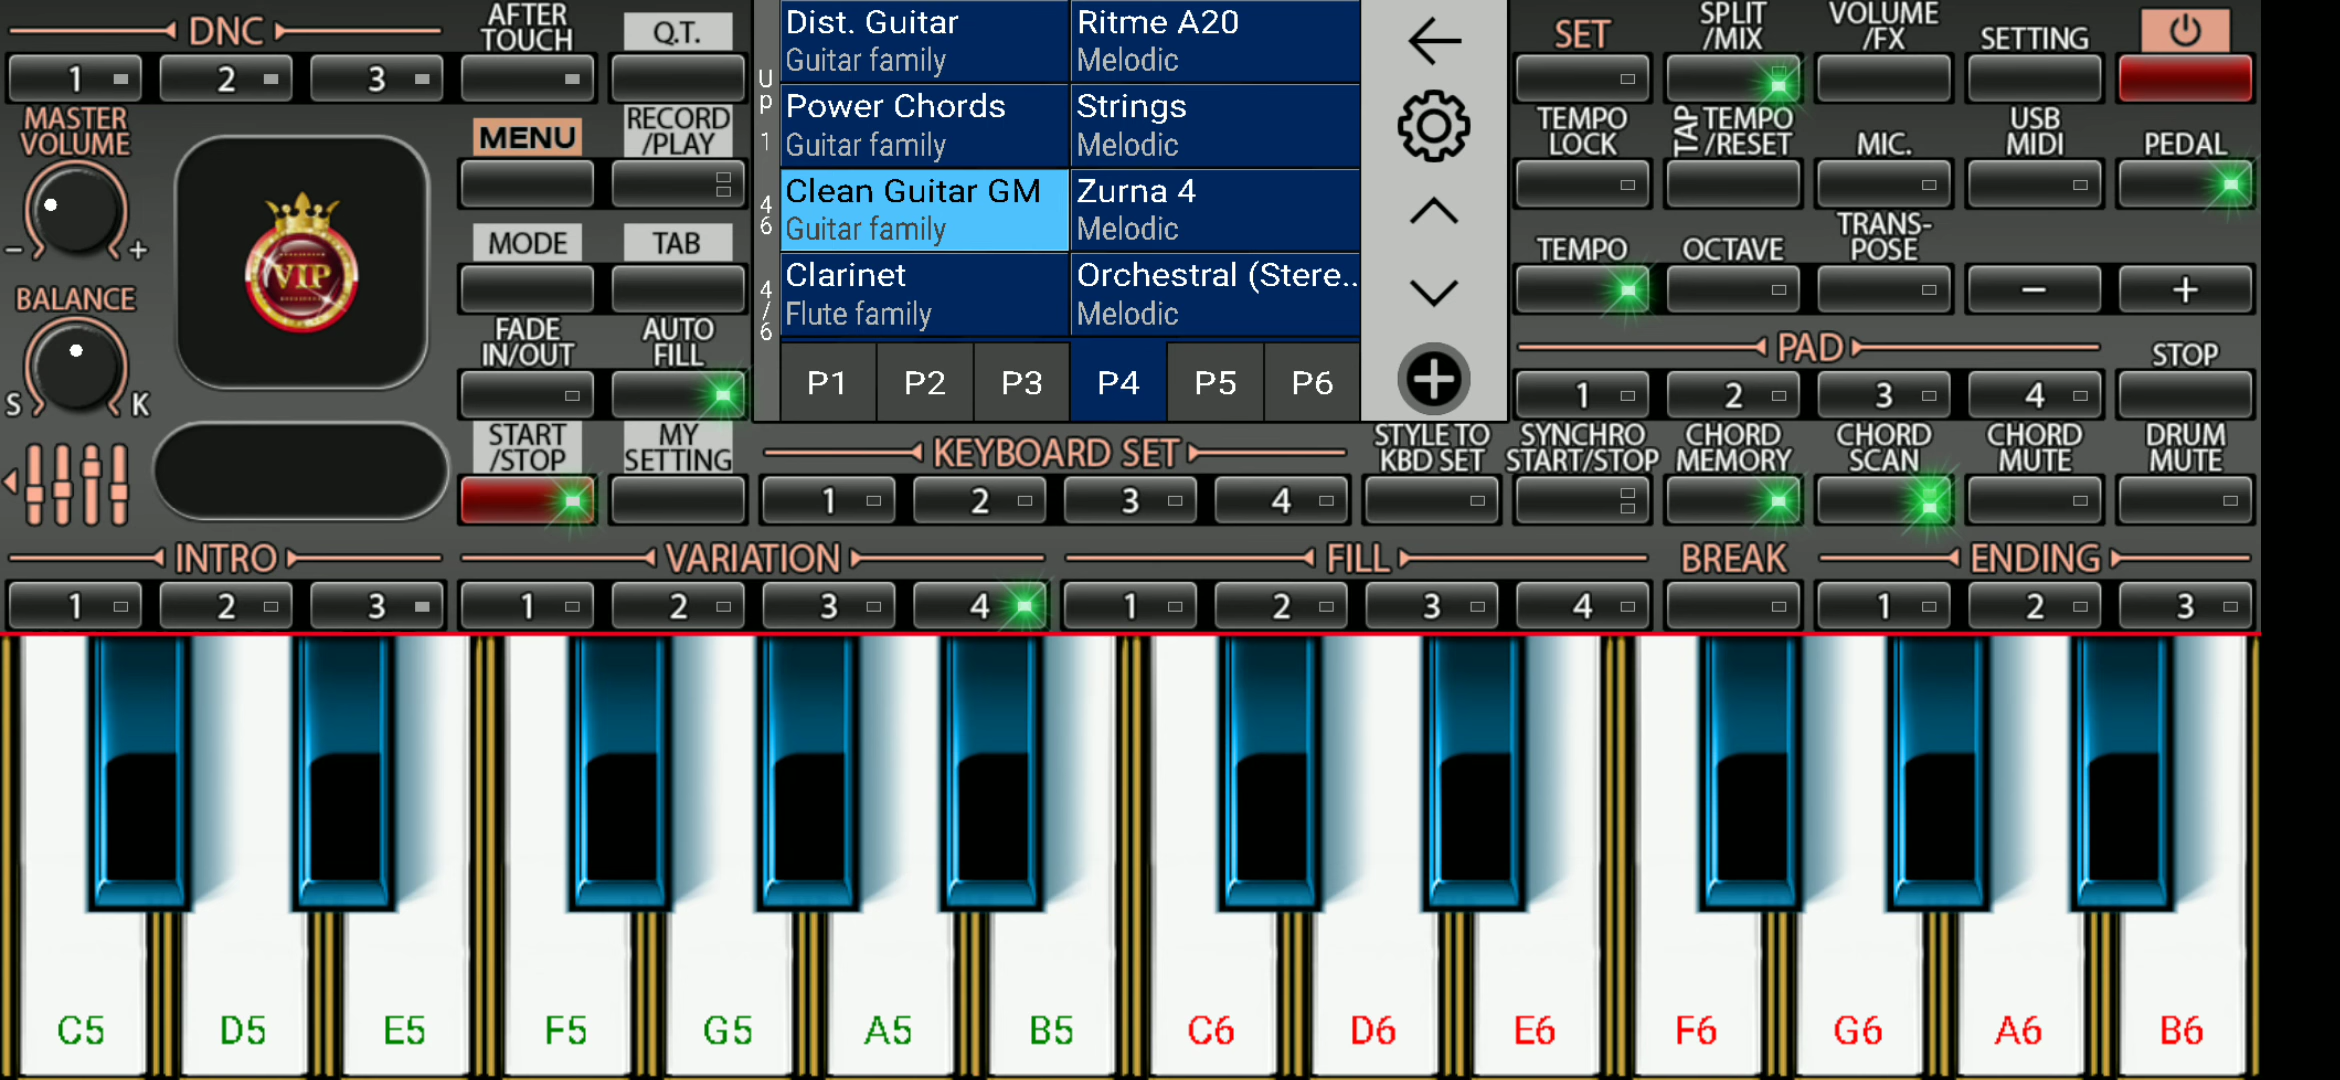 DNC
AFTER
TOUCH
Q.T.
1
2
3
MASTER
VOLUME
- +
BALANCE
S K
VIP
MENU
RECORD
/PLAY
MODE
TAB
FADE
IN/OUT
AUTO
FILL
START
/STOP
MY
SETTING
Up 1
46
4/6
Dist. Guitar
Guitar family
Ritme A20
Melodic
Power Chords
Guitar family
Strings
Melodic
Clean Guitar GM
Guitar family
Zurna 4
Melodic
Clarinet
Flute family
Orchestral (Stere..
Melodic
P1 P2 P3 P4 P5 P6
SET
SPLIT
/MIX
VOLUME
/FX
SETTING
TEMPO
LOCK
TAP TEMPO
/RESET
MIC.
USB
MIDI
PEDAL
TEMPO
OCTAVE
TRANS-
POSE
- +
PAD
STOP
1 2 3 4
KEYBOARD SET
1 2 3 4
STYLE TO
KBD SET
SYNCHRO
START/STOP
CHORD
MEMORY
CHORD
SCAN
CHORD
MUTE
DRUM
MUTE
INTRO
1 2 3
VARIATION
1 2 3 4
FILL
1 2 3 4
BREAK
ENDING
1 2 3
C5 D5 E5 F5 G5 A5 B5 C6 D6 E6 F6 G6 A6 B6